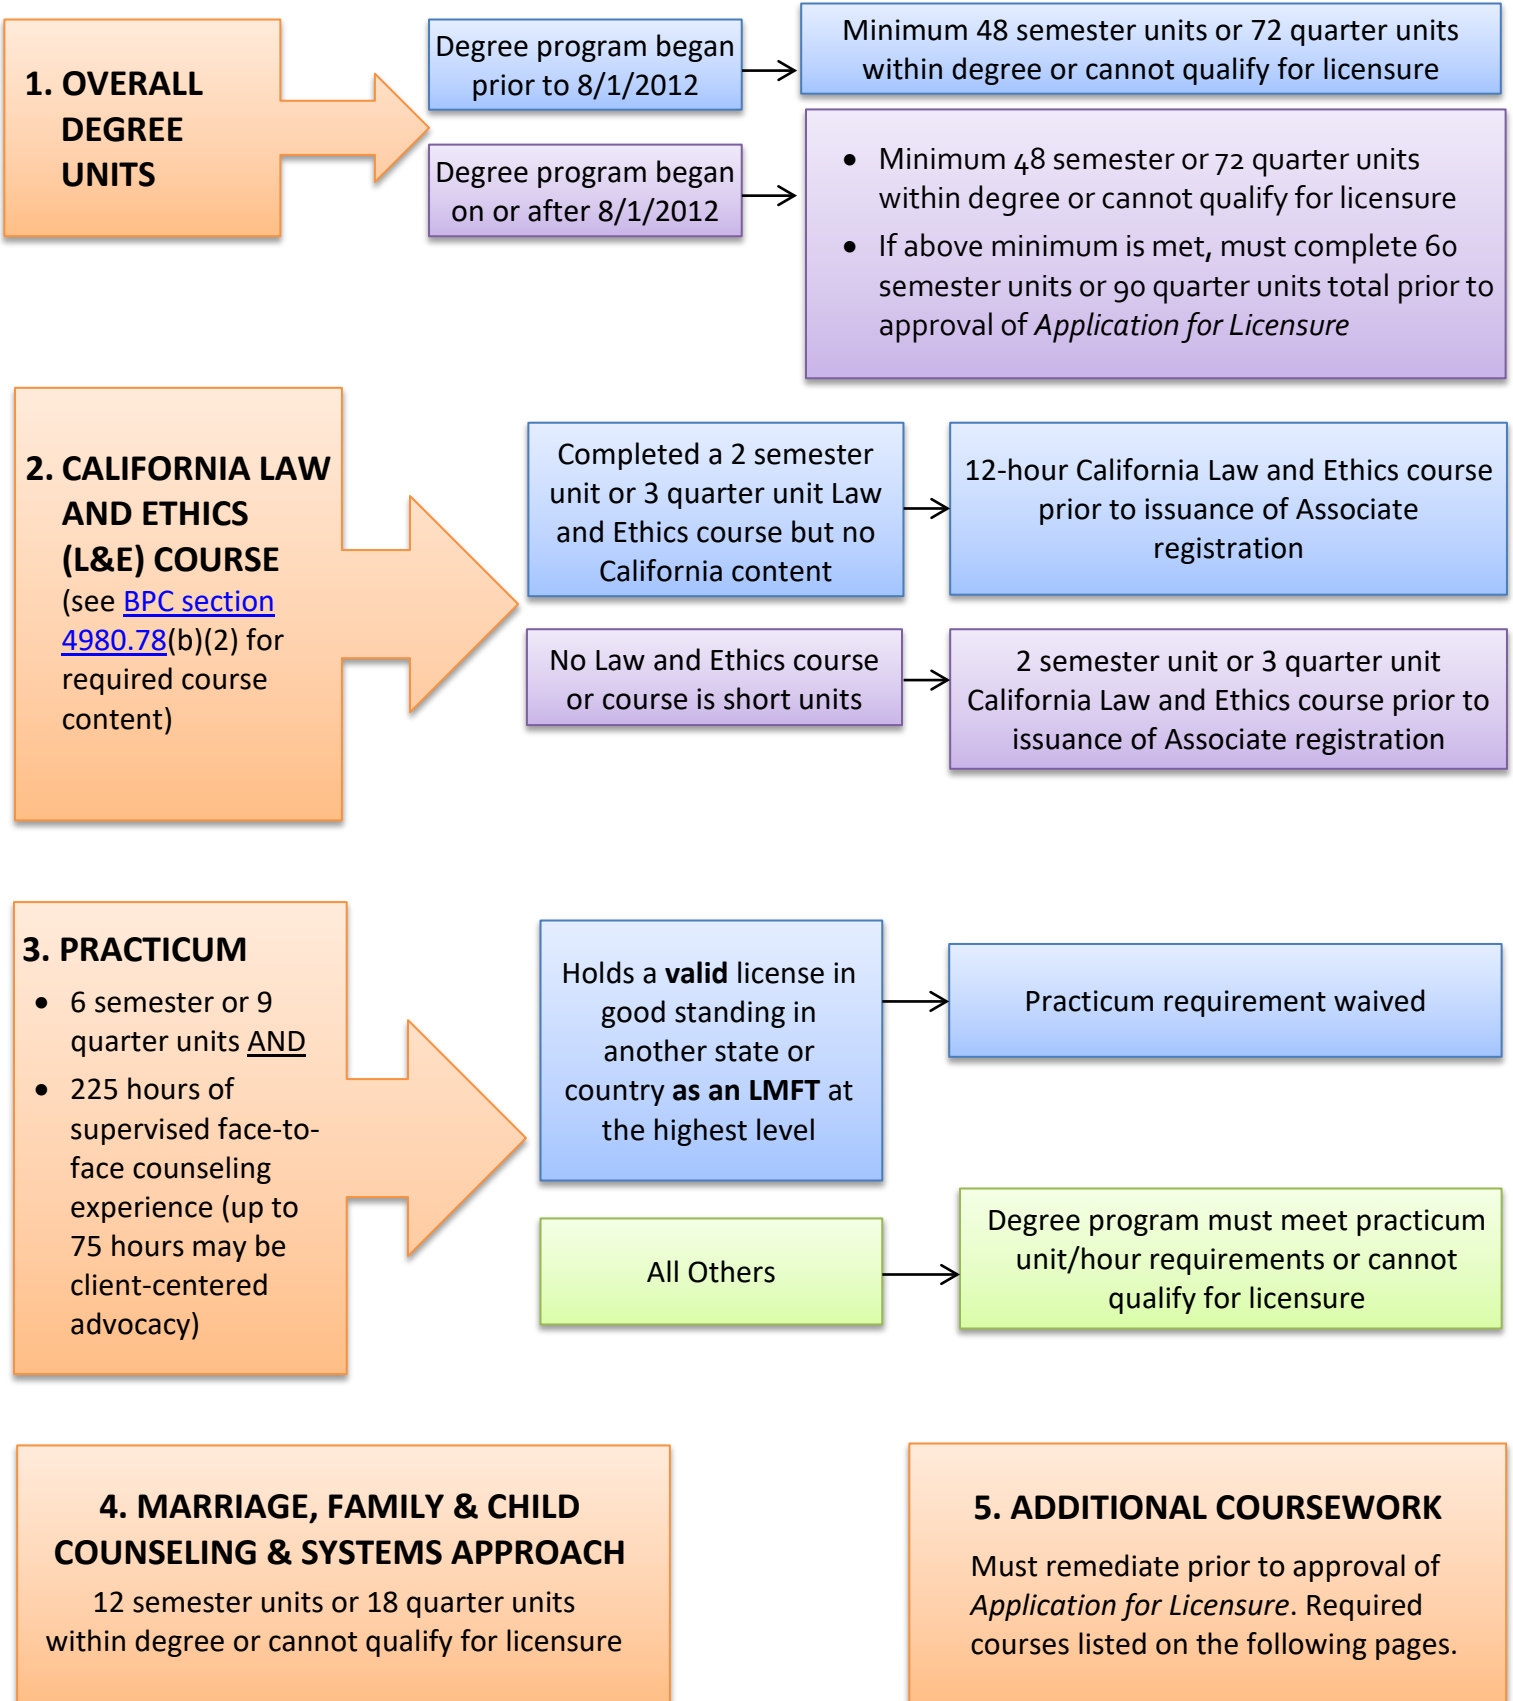 1. OVERALL
DEGREE
UNITS
Degree program began
prior to 8/1/2012
Minimum 48 semester units or 72 quarter units
within degree or cannot qualify for licensure
Degree program began
on or after 8/1/2012
• Minimum 48 semester or 72 quarter units
within degree or cannot qualify for licensure
• If above minimum is met, must complete 60
semester units or 90 quarter units total prior to
approval of Application for Licensure
2. CALIFORNIA LAW
AND ETHICS
(L&E) COURSE
(see BPC section
4980.78(b)(2) for
required course
content)
Completed a 2 semester
unit or 3 quarter unit Law
and Ethics course but no
California content
12-hour California Law and Ethics course
prior to issuance of Associate
registration
No Law and Ethics course
or course is short units
2 semester unit or 3 quarter unit
California Law and Ethics course prior to
issuance of Associate registration
3. PRACTICUM
• 6 semester or 9
quarter units AND
• 225 hours of
supervised face-to-
face counseling
experience (up to
75 hours may be
client-centered
advocacy)
Holds a valid license in
good standing in
another state or
country as an LMFT at
the highest level
Practicum requirement waived
All Others
Degree program must meet practicum
unit/hour requirements or cannot
qualify for licensure
4. MARRIAGE, FAMILY & CHILD
COUNSELING & SYSTEMS APPROACH
12 semester units or 18 quarter units
within degree or cannot qualify for licensure
5. ADDITIONAL COURSEWORK
Must remediate prior to approval of
Application for Licensure. Required
courses listed on the following pages.